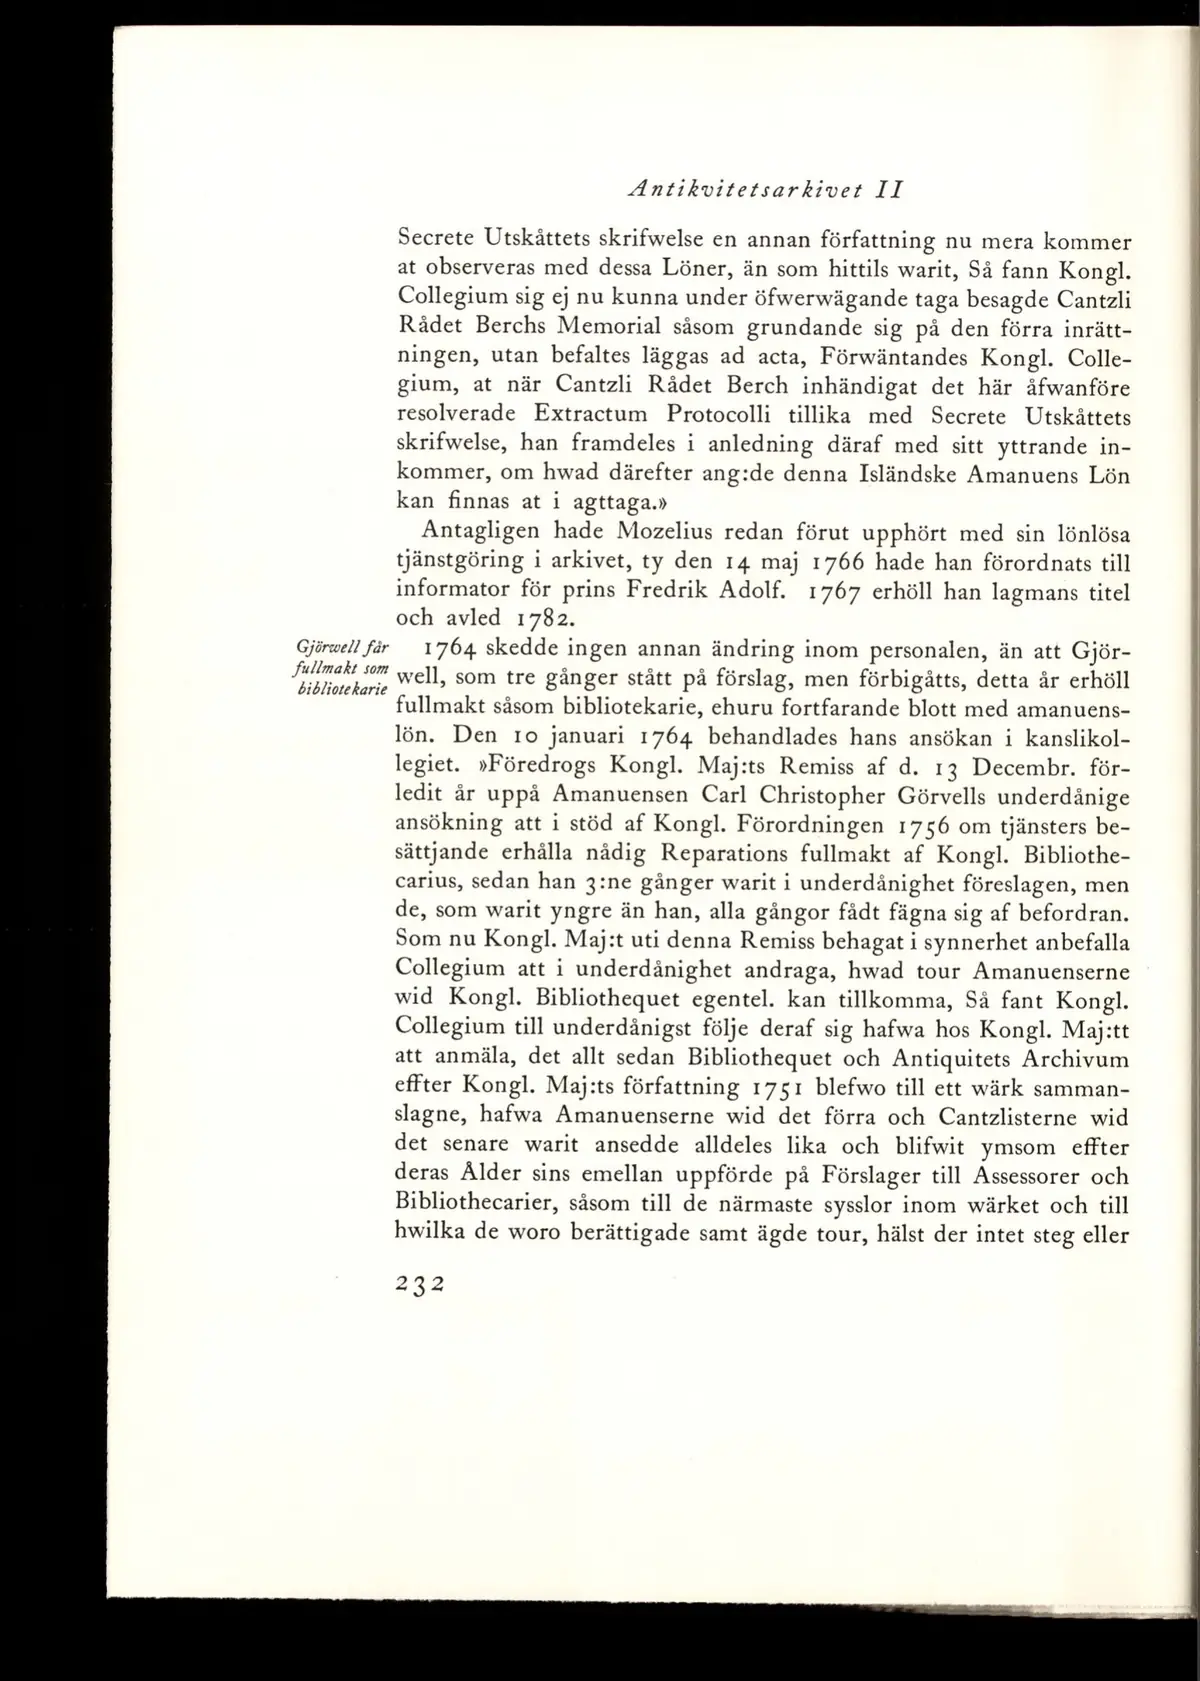 Antikvitetsarkivet II
Secrete Utskåttets skrifwelse en annan författning nu mera kommer
at observeras med dessa Löner, än som hittils warit, Så fann Kongl.
Collegium sig ej nu kunna under öfwerwägande taga besagde Cantzli
Rådet Berchs Memorial såsom grundande sig på den förra inrätt-
ningen, utan befaltes läggas ad acta, Förwäntandes Kongl. Colle-
gium, at när Cantzli Rådet Berch inhändigat det här åfwanföre
resolverade Extractum Protocolli tillika med Secrete Utskåttets
skrifwelse, han framdeles i anledning däraf med sitt yttrande in-
kommer, om hwad därefter ang:de denna Isländske Amanuens Lön
kan finnas at i agttaga.»
Antagligen hade Mozelius redan förut upphört med sin lönlösa
tjänstgöring i arkivet, ty den 14 maj 1766 hade han förordnats till
informator för prins Fredrik Adolf. 1767 erhöll han lagmans titel
och avled 1782.
Gjörwell får
fullmakt som
bibliotekarie
1764 skedde ingen annan ändring inom personalen, än att Gjör-
well, som tre gånger stått på förslag, men förbigåtts, detta år erhöll
fullmakt såsom bibliotekarie, ehuru fortfarande blott med amanuens-
lön. Den 10 januari 1764 behandlades hans ansökan i kanslikol-
legiet. »Föredrogs Kongl. Maj:ts Remiss af d. 13 Decembr. för-
ledit år uppå Amanuensen Carl Christopher Görvells underdånige
ansökning att i stöd af Kongl. Förordningen 1756 om tjänsters be-
sättjande erhålla nådig Reparations fullmakt af Kongl. Bibliothe-
carius, sedan han 3:ne gånger warit i underdånighet föreslagen, men
de, som warit yngre än han, alla gångor fådt fägna sig af befordran.
Som nu Kongl. Maj:t uti denna Remiss behagat i synnerhet anbefalla
Collegium att i underdånighet andraga, hwad tour Amanuenserne
wid Kongl. Bibliothequet egentel. kan tillkomma, Så fant Kongl.
Collegium till underdånigst följe deraf sig hafwa hos Kongl. Maj:tt
att anmäla, det allt sedan Bibliothequet och Antiquitets Archivum
effter Kongl. Maj:ts författning 1751 blefwo till ett wärk samman-
slagne, hafwa Amanuenserne wid det förra och Cantzlisterne wid
det senare warit ansedde alldeles lika och blifwit ymsom effter
deras Ålder sins emellan uppförde på Förslager till Assessorer och
Bibliothecarier, såsom till de närmaste sysslor inom wärket och till
hwilka de woro berättigade samt ägde tour, hälst der intet steg eller
232